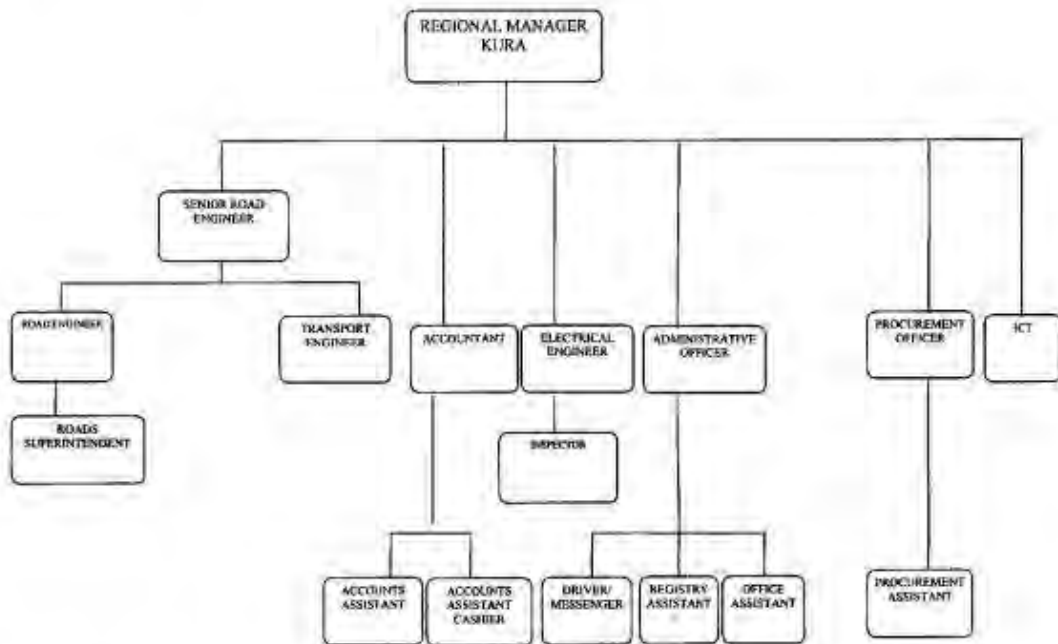 REGIONAL MANAGER
KURA
SENIOR ROAD
ENGINEER
ROAD ENGINEER
TRANSPORT
ENGINEER
ACCOUNTANT
ELECTRICAL
ENGINEER
ADMINISTRATIVE
OFFICER
PROCUREMENT
OFFICER
ICT
ROADS
SUPERINTENDENT
INSPECTOR
ACCOUNTS
ASSISTANT
ACCOUNTS
ASSISTANT
CASHIER
DRIVER/
MESSENGER
REGISTRY
ASSISTANT
OFFICE
ASSISTANT
PROCUREMENT
ASSISTANT